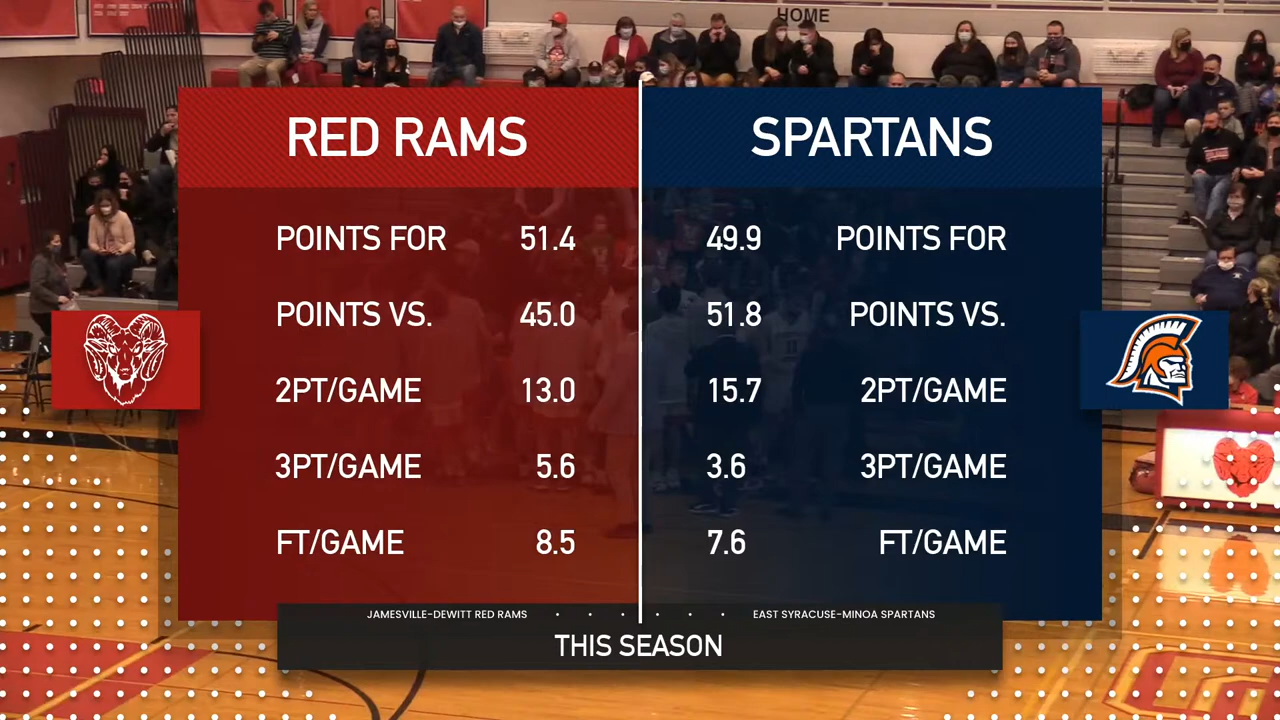 HOME
RED RAMS
SPARTANS
POINTS FOR 51.4
49.9 POINTS FOR
POINTS VS. 45.0
51.8 POINTS VS.
2PT/GAME 13.0
15.7 2PT/GAME
3PT/GAME 5.6
3.6 3PT/GAME
FT/GAME 8.5
7.6 FT/GAME
JAMESVILLE-DEWITT RED RAMS
EAST SYRACUSE-MINOA SPARTANS
THIS SEASON